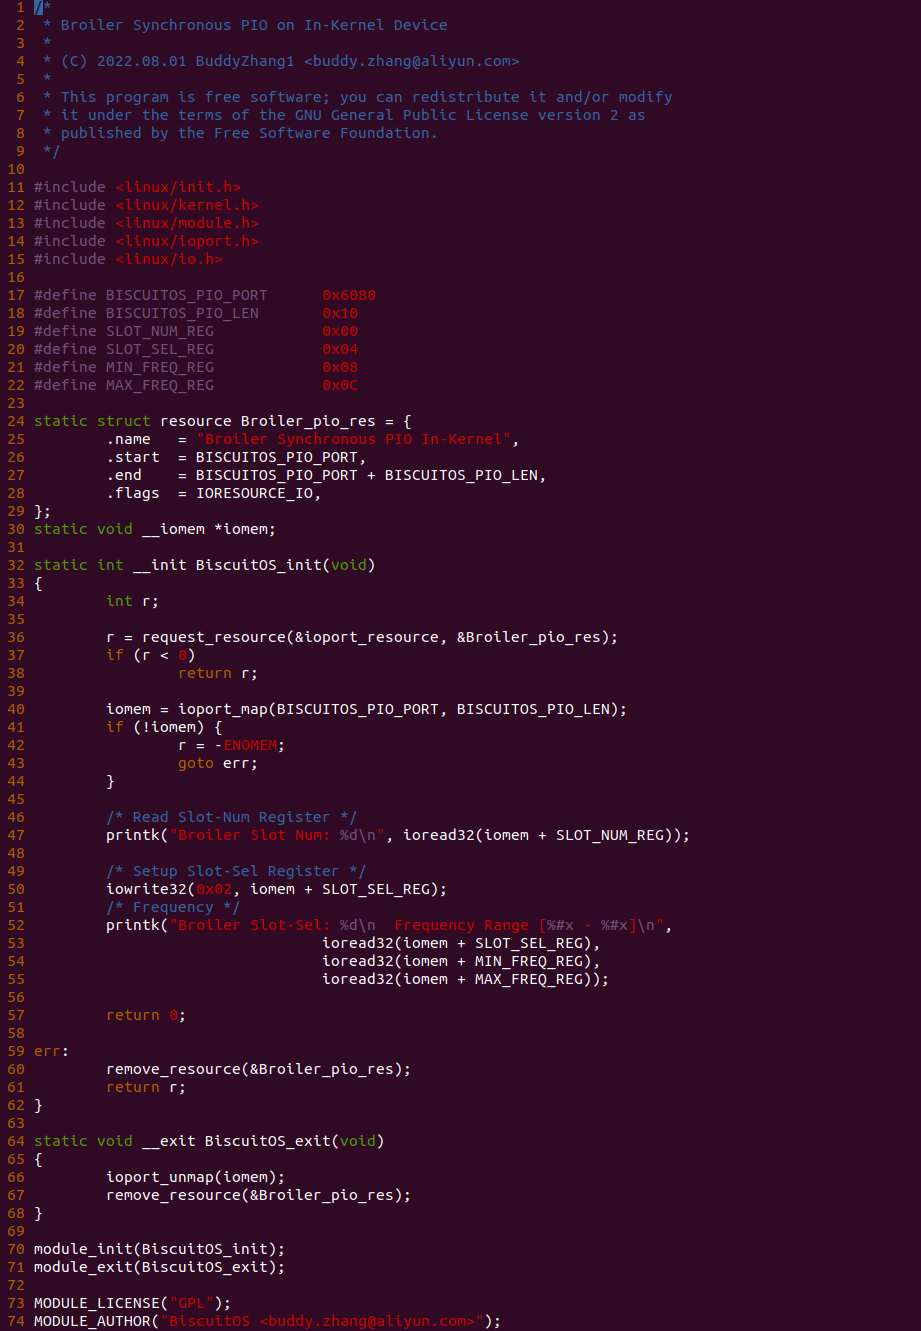 1 /*
2  * Broiler Synchronous PIO on In-Kernel Device
3  *
4  * (C) 2022.08.01 BuddyZhang1 <buddy.zhang@aliyun.com>
5  *
6  * This program is free software; you can redistribute it and/or modify
7  * it under the terms of the GNU General Public License version 2 as
8  * published by the Free Software Foundation.
9  */
10
11 #include <linux/init.h>
12 #include <linux/kernel.h>
13 #include <linux/module.h>
14 #include <linux/ioport.h>
15 #include <linux/io.h>
16
17 #define BISCUITOS_PIO_PORT      0x6080
18 #define BISCUITOS_PIO_LEN       0x10
19 #define SLOT_NUM_REG            0x00
20 #define SLOT_SEL_REG            0x04
21 #define MIN_FREQ_REG            0x08
22 #define MAX_FREQ_REG            0x0C
23
24 static struct resource Broiler_pio_res = {
25         .name   = "Broiler Synchronous PIO In-Kernel",
26         .start  = BISCUITOS_PIO_PORT,
27         .end    = BISCUITOS_PIO_PORT + BISCUITOS_PIO_LEN,
28         .flags  = IORESOURCE_IO,
29 };
30 static void __iomem *iomem;
31
32 static int __init BiscuitOS_init(void)
33 {
34         int r;
35
36         r = request_resource(&ioport_resource, &Broiler_pio_res);
37         if (r < 0)
38                 return r;
39
40         iomem = ioport_map(BISCUITOS_PIO_PORT, BISCUITOS_PIO_LEN);
41         if (!iomem) {
42                 r = -ENOMEM;
43                 goto err;
44         }
45
46         /* Read Slot-Num Register */
47         printk("Broiler Slot Num: %d\n", ioread32(iomem + SLOT_NUM_REG));
48
49         /* Setup Slot-Sel Register */
50         iowrite32(0x02, iomem + SLOT_SEL_REG);
51         /* Frequency */
52         printk("Broiler Slot-Sel: %d\n  Frequency Range [%#x - %#x]\n",
53                                 ioread32(iomem + SLOT_SEL_REG),
54                                 ioread32(iomem + MIN_FREQ_REG),
55                                 ioread32(iomem + MAX_FREQ_REG));
56
57         return 0;
58
59 err:
60         remove_resource(&Broiler_pio_res);
61         return r;
62 }
63
64 static void __exit BiscuitOS_exit(void)
65 {
66         ioport_unmap(iomem);
67         remove_resource(&Broiler_pio_res);
68 }
69
70 module_init(BiscuitOS_init);
71 module_exit(BiscuitOS_exit);
72
73 MODULE_LICENSE("GPL");
74 MODULE_AUTHOR("BiscuitOS <buddy.zhang@aliyun.com>");